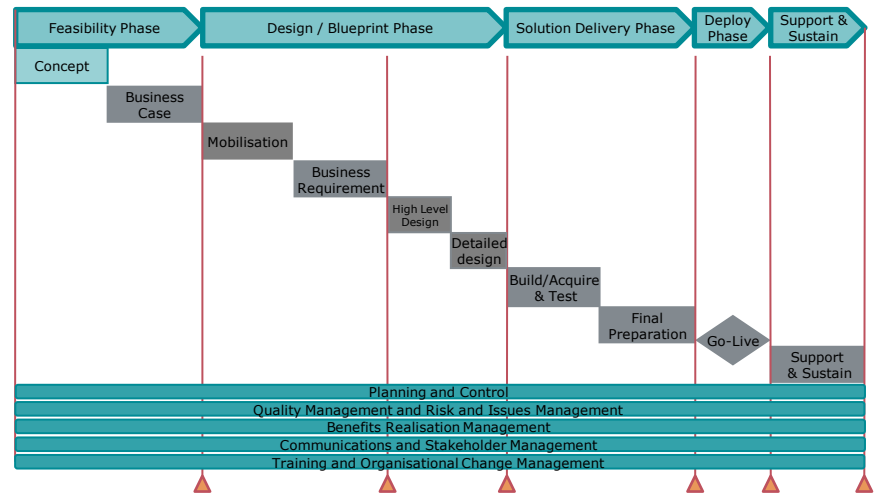 Feasibility Phase
Design / Blueprint Phase
Solution Delivery Phase
Deploy
Phase
Support &
Sustain
Concept
Business
Case
Mobilisation
Business
Requirement
High Level
Design
Detailed
design
Build/Acquire
& Test
Final
Preparation
Go-Live
Support
& Sustain
Planning and Control
Quality Management and Risk and Issues Management
Benefits Realisation Management
Communications and Stakeholder Management
Training and Organisational Change Management